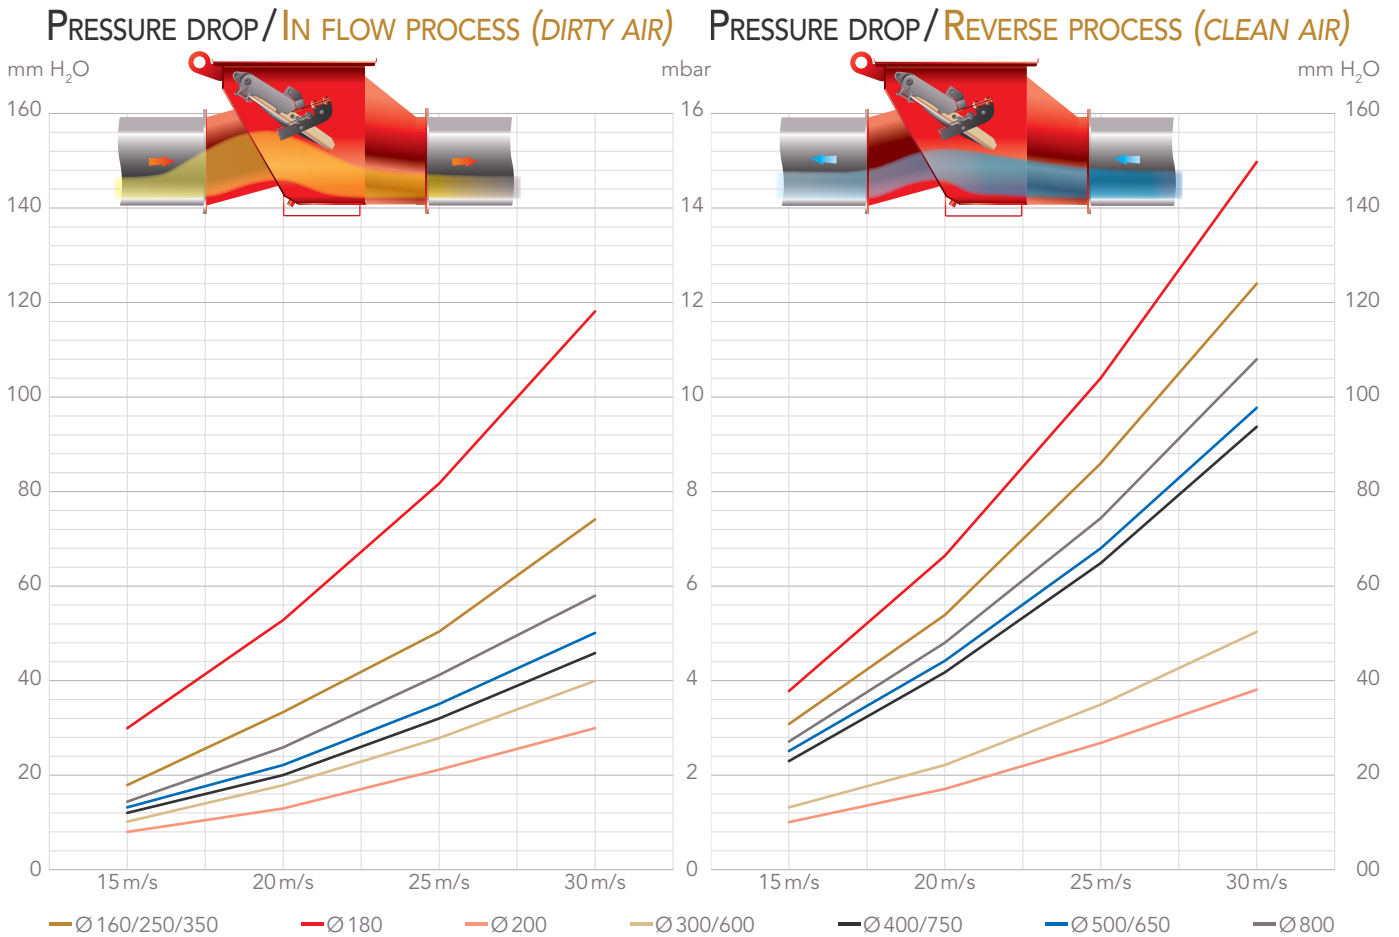 PRESSURE DROP/IN FLOW PROCESS (DIRTY AIR)
PRESSURE DROP/REVERSE PROCESS (CLEAN AIR)
mm H₂O
mbar
mm H₂O
160
16
160
140
14
140
120
12
120
100
10
100
80
8
80
60
6
60
40
4
40
20
2
20
0
0
00
15 m/s
20 m/s
25 m/s
30 m/s
15 m/s
20 m/s
25 m/s
30 m/s
Ø 160/250/350
Ø 180
Ø 200
Ø 300/600
Ø 400/750
Ø 500/650
Ø 800